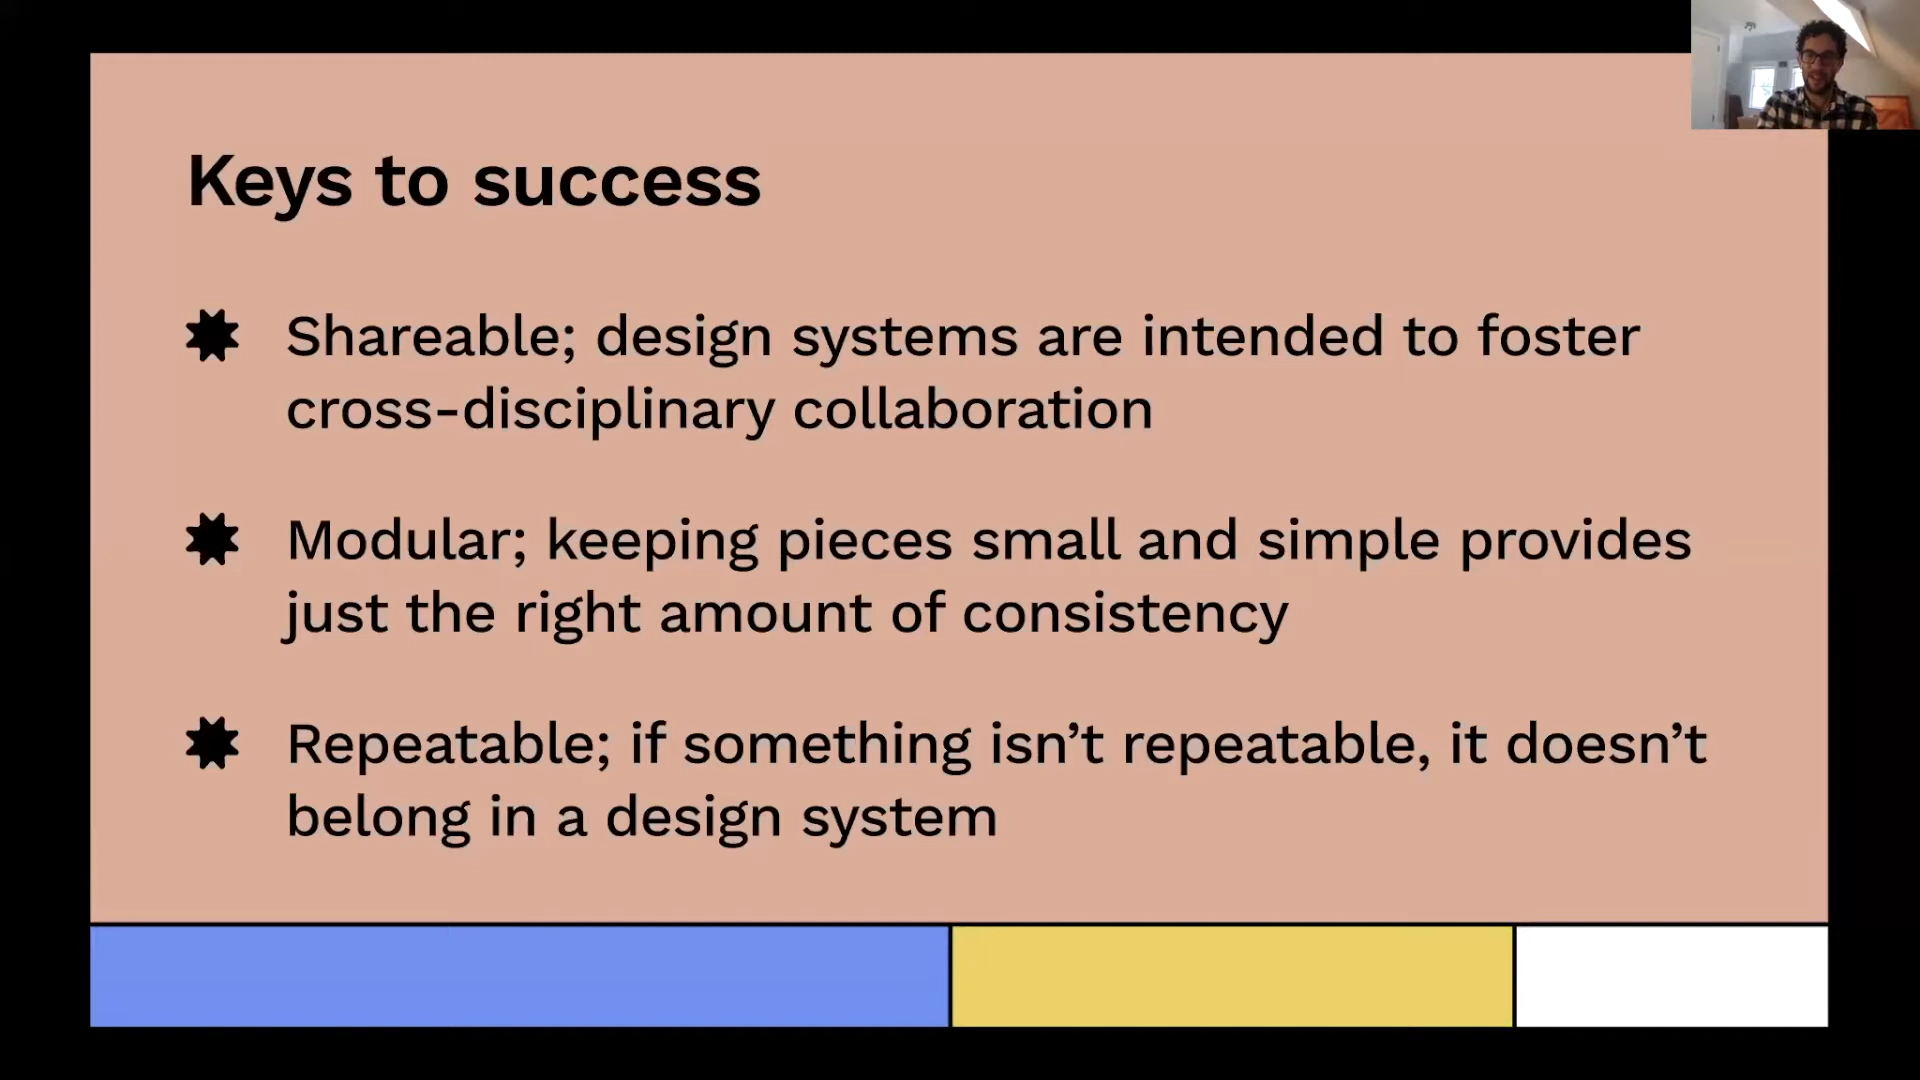 Keys to success
Shareable; design systems are intended to foster
cross-disciplinary collaboration
Modular; keeping pieces small and simple provides
just the right amount of consistency
Repeatable; if something isn’t repeatable, it doesn’t
belong in a design system